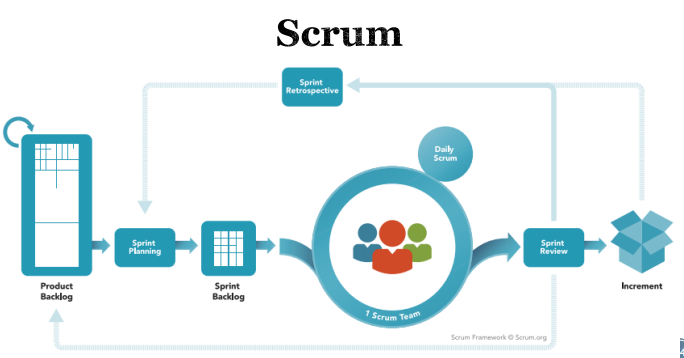 Scrum
Sprint
Retrospective
Daily
Scrum
Sprint
Planning
Sprint
Review
Product
Backlog
Sprint
Backlog
1 Scrum Team
Increment
Scrum Framework © Scrum.org